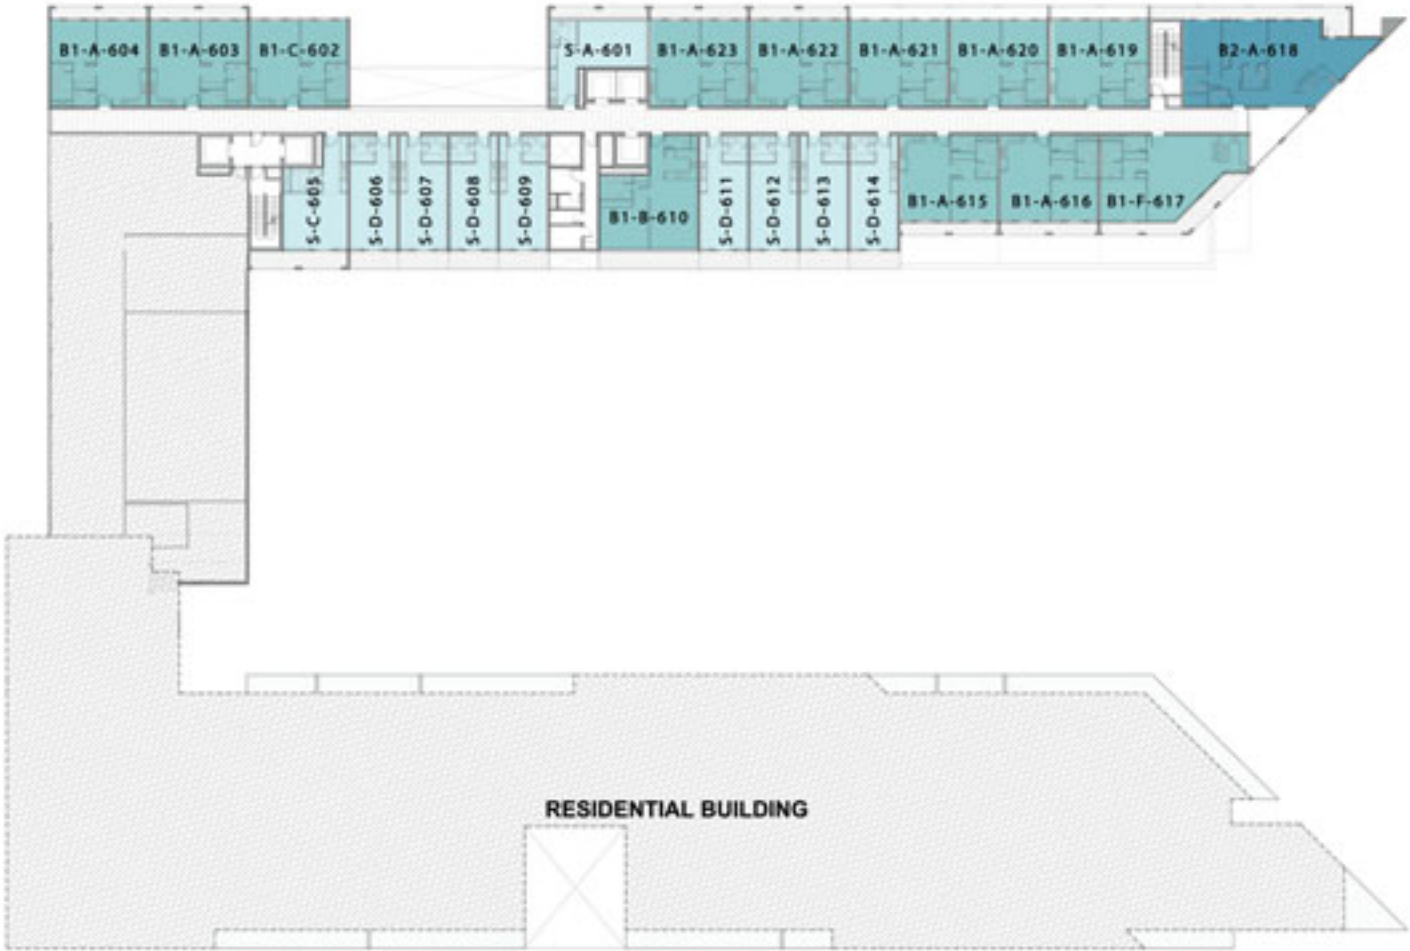 B1-A-604
B1-A-603
B1-C-602
S-A-601
B1-A-623
B1-A-622
B1-A-621
B1-A-620
B1-A-619
B2-A-618
S-C-605
S-D-606
S-D-607
S-D-608
S-D-609
B1-B-610
S-D-611
S-D-612
S-D-613
S-D-614
B1-A-615
B1-A-616
B1-F-617
RESIDENTIAL BUILDING